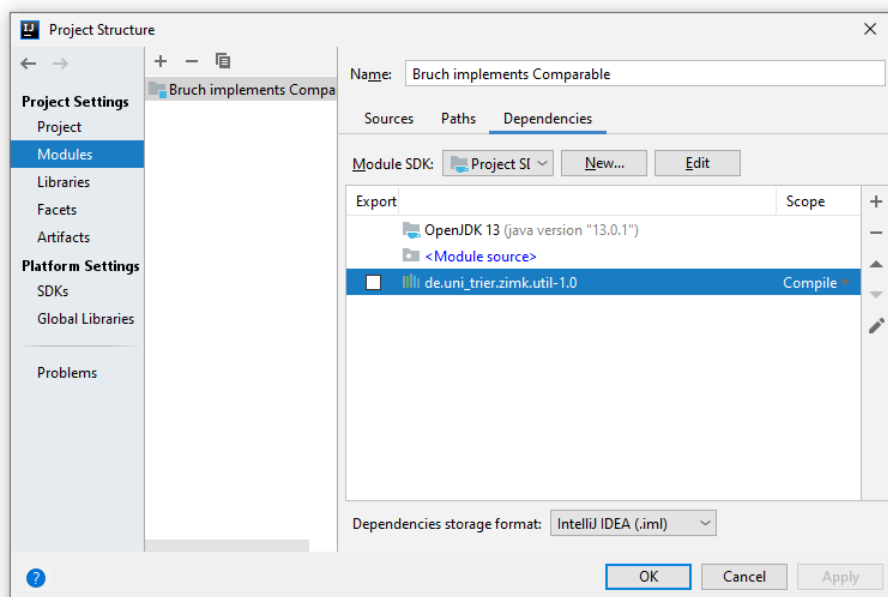 Project Structure
Project Settings
Project
Modules
Libraries
Facets
Artifacts
Platform Settings
SDKs
Global Libraries
Problems
Bruch implements Compa
Name: Bruch implements Comparable
Sources Paths Dependencies
Module SDK: Project SI New... Edit
Export Scope
OpenJDK 13 (java version "13.0.1")
<Module source>
de.uni_trier.zimk.util-1.0 Compile
Dependencies storage format: IntelliJ IDEA (.iml)
? OK Cancel Apply